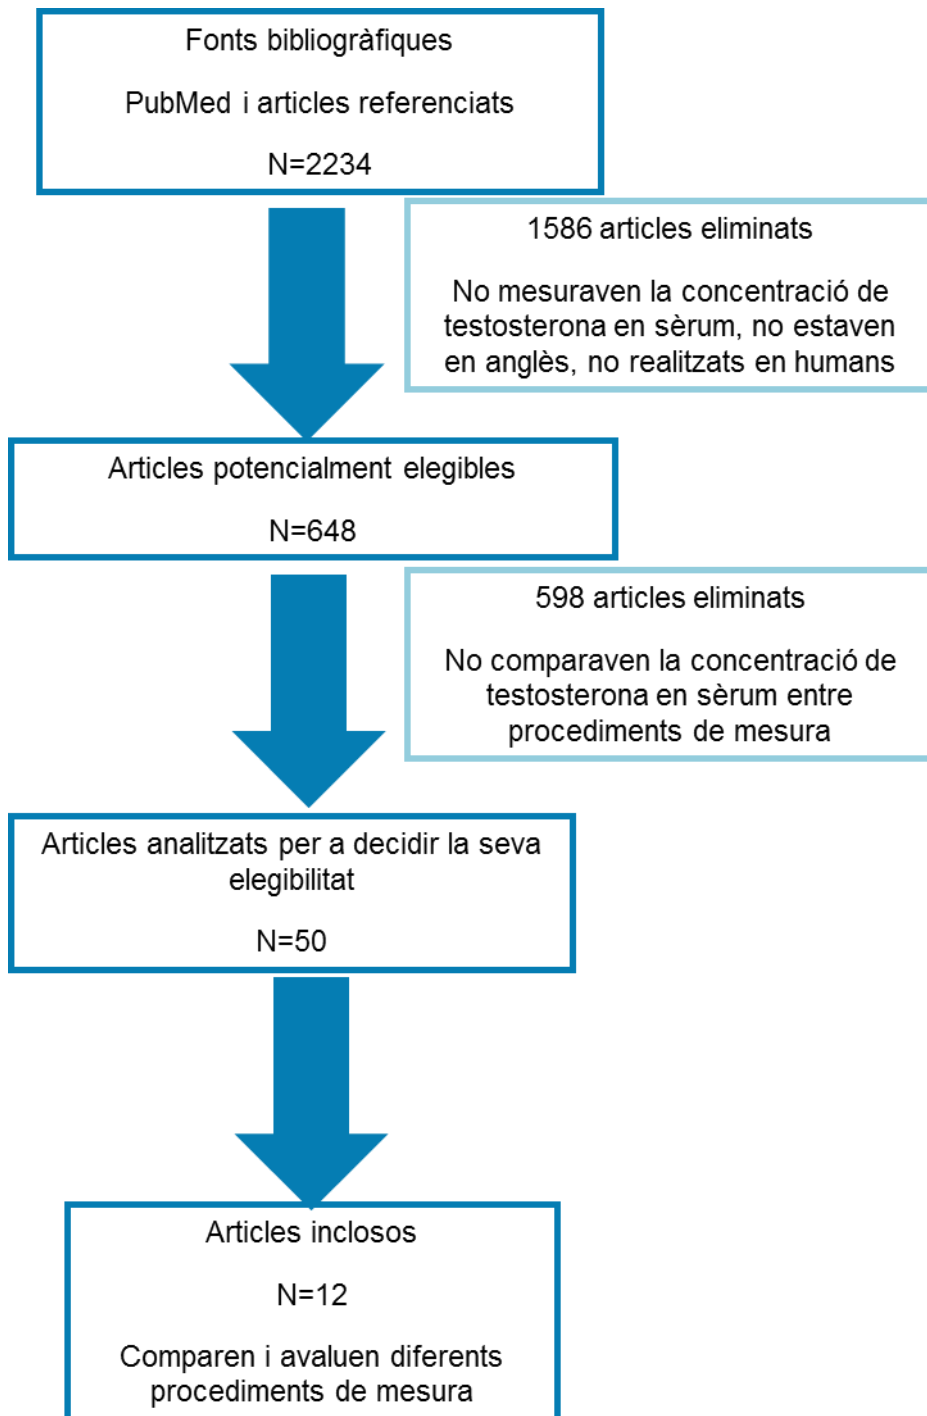 Fonts bibliogràfiques
PubMed i articles referenciats
N=2234
1586 articles eliminats
No mesuraven la concentració de
testosterona en sèrum, no estaven
en anglès, no realitzats en humans
Articles potencialment elegibles
N=648
598 articles eliminats
No comparaven la concentració de
testosterona en sèrum entre
procediments de mesura
Articles analitzats per a decidir la seva
elegibilitat
N=50
Articles inclosos
N=12
Comparen i avaluen diferents
procediments de mesura